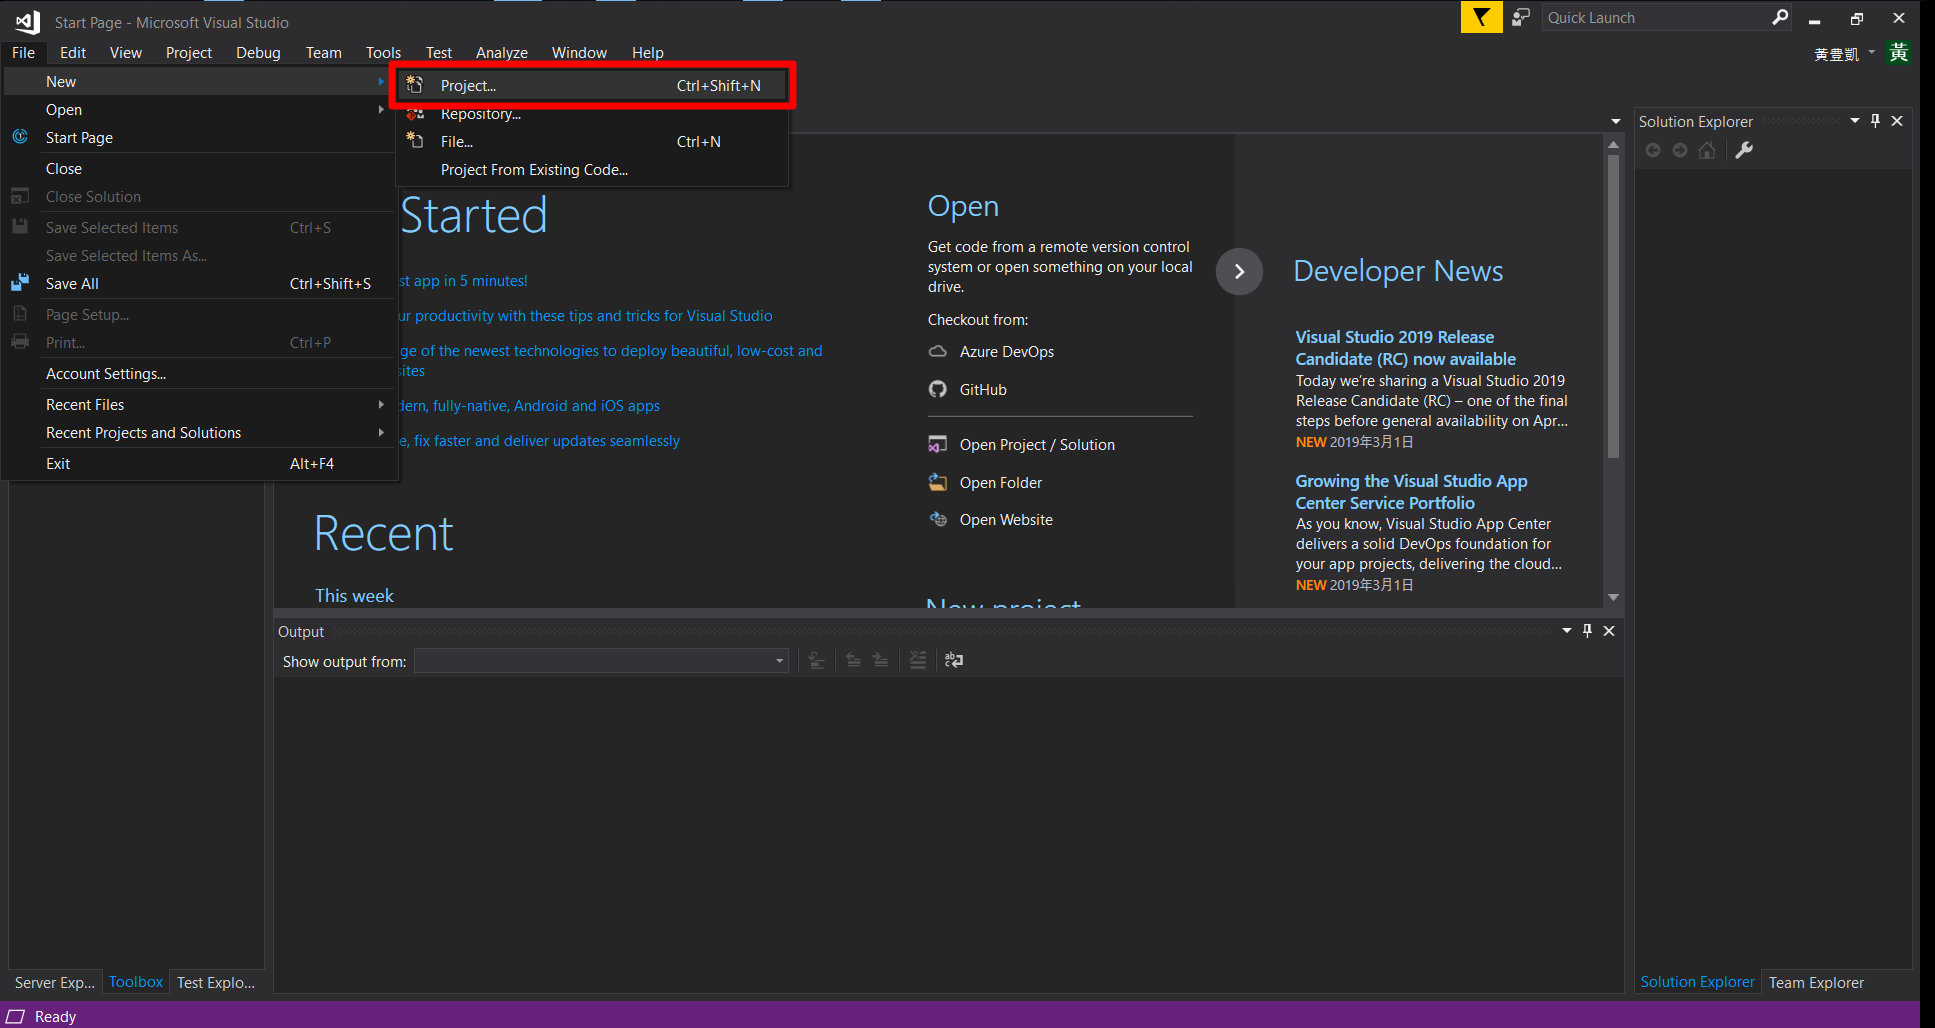 Start Page - Microsoft Visual Studio
Quick Launch
File Edit View Project Debug Team Tools Test Analyze Window Help
黃豊凱 黃
New
Open
Start Page
Close
Close Solution
Save Selected Items Ctrl+S
Save Selected Items As...
Save All Ctrl+Shift+S
Page Setup...
Print... Ctrl+P
Account Settings...
Recent Files
Recent Projects and Solutions
Exit Alt+F4
Project... Ctrl+Shift+N
Repository...
File... Ctrl+N
Project From Existing Code...
Started
st app in 5 minutes!
ur productivity with these tips and tricks for Visual Studio
ge of the newest technologies to deploy beautiful, low-cost and
sites
dern, fully-native, Android and iOS apps
e, fix faster and deliver updates seamlessly
Recent
This week
Open
Get code from a remote version control
system or open something on your local
drive.
Checkout from:
Azure DevOps
GitHub
Open Project / Solution
Open Folder
Open Website
New project
Developer News
Visual Studio 2019 Release
Candidate (RC) now available
Today we're sharing a Visual Studio 2019
Release Candidate (RC) – one of the final
steps before general availability on Apr...
NEW 2019年3月1日
Growing the Visual Studio App
Center Service Portfolio
As you know, Visual Studio App Center
delivers a solid DevOps foundation for
your app projects, delivering the cloud...
NEW 2019年3月1日
Solution Explorer
Output
Show output from:
Server Exp... Toolbox Test Explo...
Solution Explorer Team Explorer
Ready